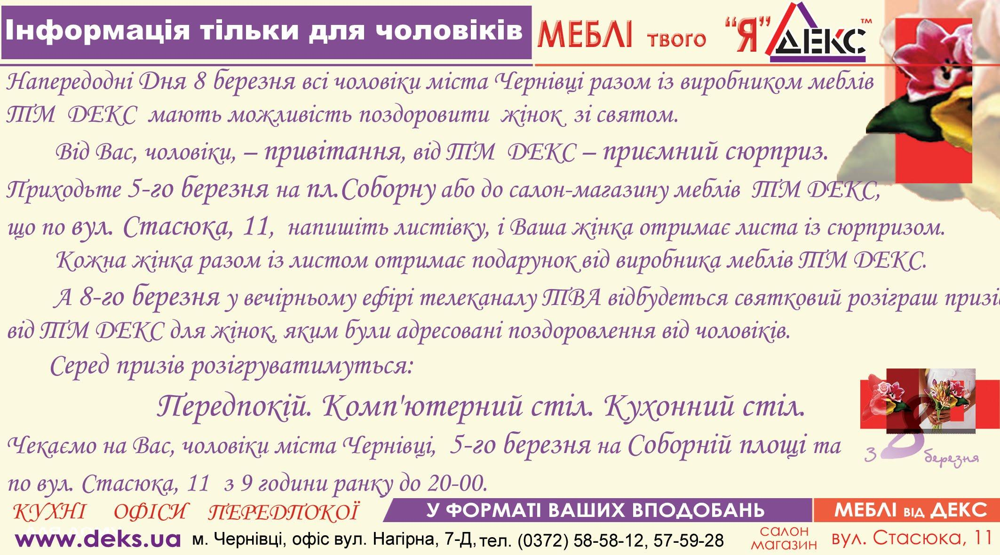 Інформація тільки для чоловіків
МЕБЛІ ТВОГО “Я” ДЕКС ™
Напередодні Дня 8 березня всі чоловіки міста Чернівці разом із виробником меблів
ТМ ДЕКС мають можливість поздоровити жінок зі святом.
Від Вас, чоловіки, – привітання, від ТМ ДЕКС – приємний сюрприз.
Приходьте 5-го березня на пл.Соборну або до салон-магазину меблів ТМ ДЕКС,
що по вул. Стасюка, 11, напишіть листівку, і Ваша жінка отримає листа із сюрпризом.
Кожна жінка разом із листом отримає подарунок від виробника меблів ТМ ДЕКС.
А 8-го березня у вечірньому ефірі телеканалу ТВА відбудеться святковий розіграш призів
від ТМ ДЕКС для жінок, яким були адресовані поздоровлення від чоловіків.
Серед призів розігруватимуться:
Передпокій. Комп'ютерний стіл. Кухонний стіл.
Чекаємо на Вас, чоловіки міста Чернівці, 5-го березня на Соборній площі та
по вул. Стасюка, 11 з 9 години ранку до 20-00.
З 8 березня
КУХНІ ОФІСИ ПЕРЕДПОКОЇ
У ФОРМАТІ ВАШИХ ВПОДОБАНЬ
МЕБЛІ ВІД ДЕКС
www.deks.ua м. Чернівці, офіс вул. Нагірна, 7-Д, тел. (0372) 58-58-12, 57-59-28
САЛОН
МАГАЗИН
вул. Стасюка, 11